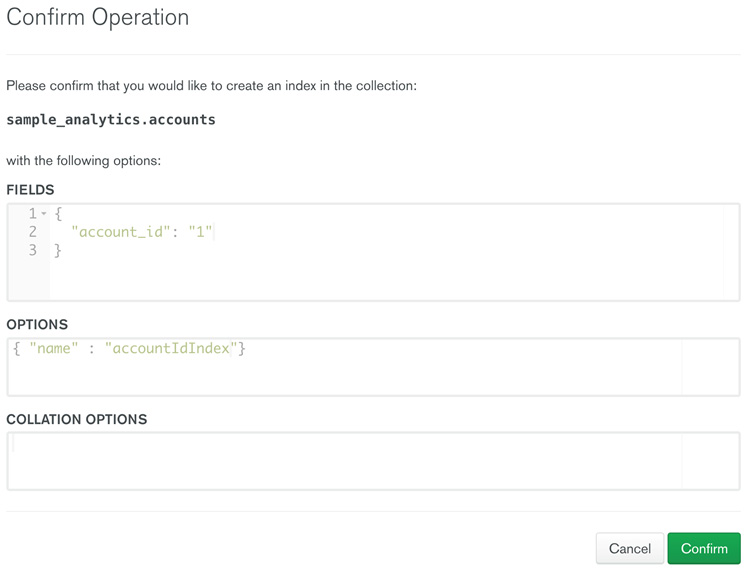 Confirm Operation
Please confirm that you would like to create an index in the collection:
sample_analytics.accounts
with the following options:
FIELDS
1 {
2 "account_id": "1"
3 }
OPTIONS
{ "name" : "accountIdIndex"}
COLLATION OPTIONS
Cancel Confirm